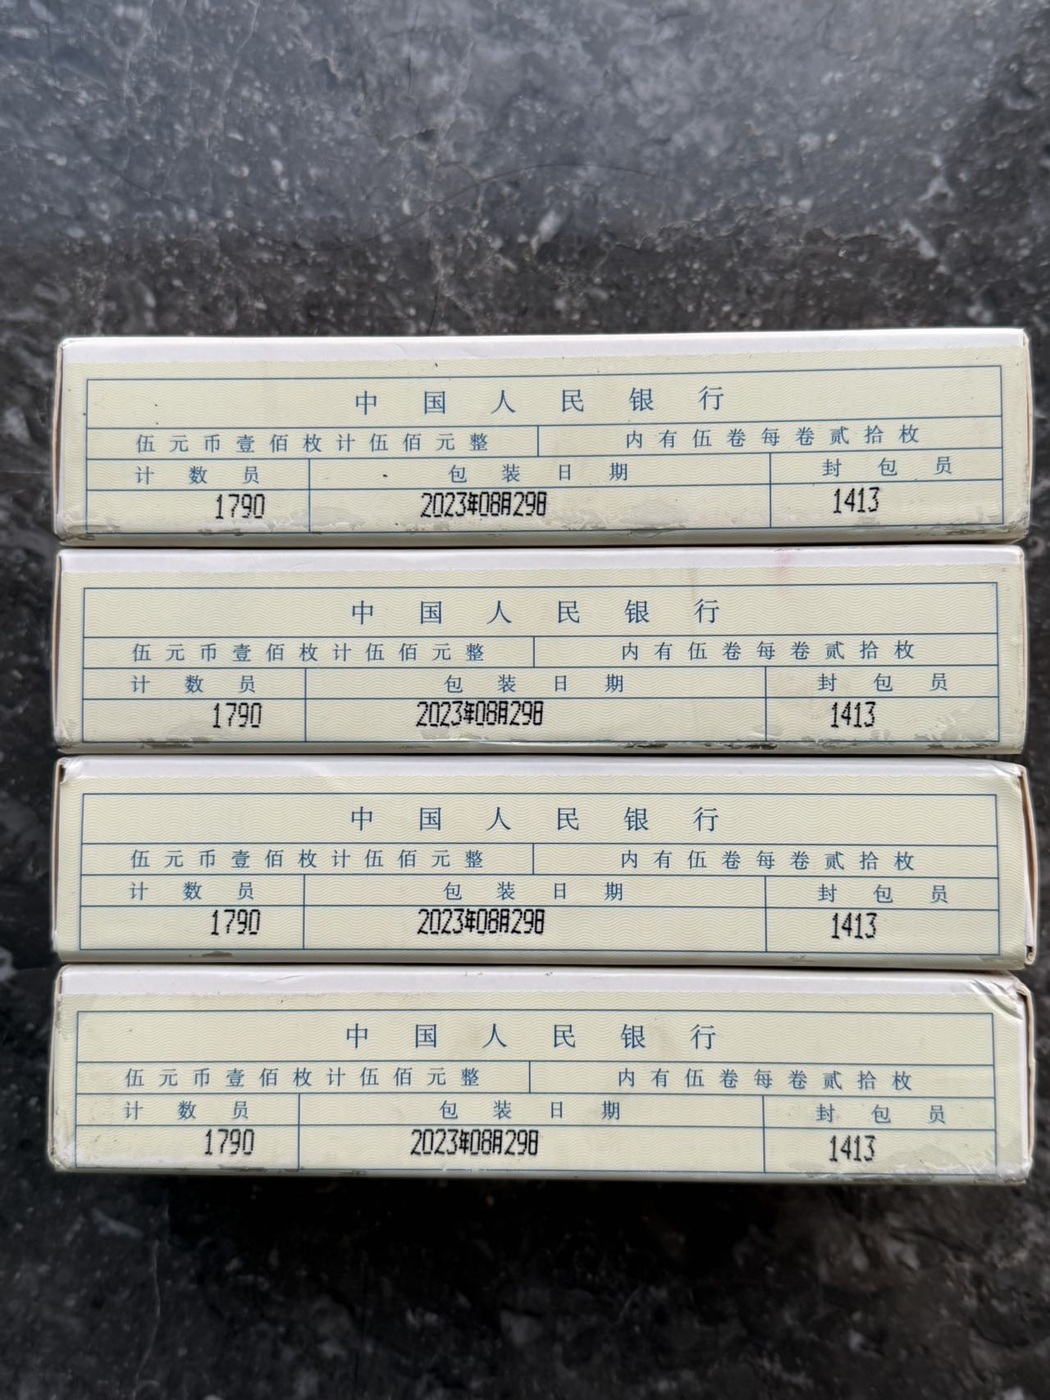 中国人民银行
伍元币壹佰枚计伍佰元整 内有伍卷每卷贰拾枚
计数员 包装日期 封包员
1790 2023年08月29日 1413
中国人民银行
伍元币壹佰枚计伍佰元整 内有伍卷每卷贰拾枚
计数员 包装日期 封包员
1790 2023年08月29日 1413
中国人民银行
伍元币壹佰枚计伍佰元整 内有伍卷每卷贰拾枚
计数员 包装日期 封包员
1790 2023年08月29日 1413
中国人民银行
伍元币壹佰枚计伍佰元整 内有伍卷每卷贰拾枚
计数员 包装日期 封包员
1790 2023年08月29日 1413